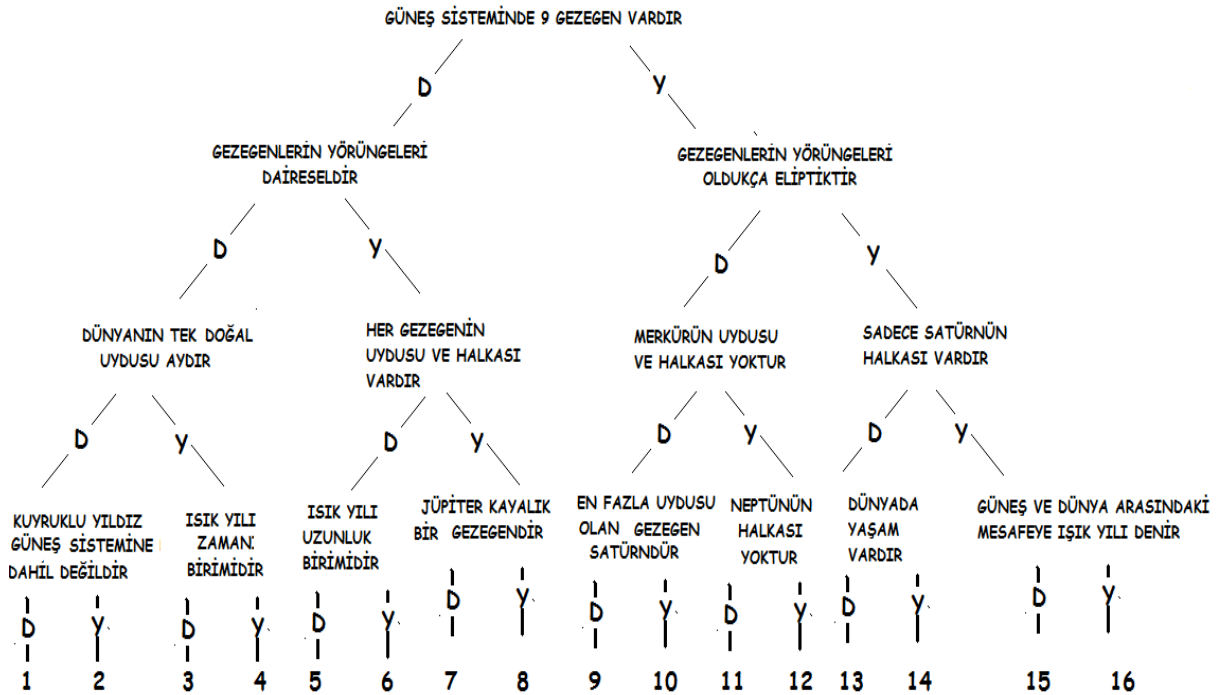 GÜNEŞ SİSTEMİNDE 9 GEZEGEN VARDIR
D
Y
GEZEGENLERİN YÖRÜNGELERİ
DAİRESELDİR
GEZEGENLERİN YÖRÜNGELERİ
OLDUKÇA ELİPTİKTİR
D
Y
D
Y
DÜNYANIN TEK DOĞAL
UYDUSU AYDIR
HER GEZEGENİN
UYDUSU VE HALKASI
VARDIR
MERKÜRÜN UYDUSU
VE HALKASI YOKTUR
SADECE SATÜRNÜN
HALKASI VARDIR
D
Y
D
Y
D
Y
D
Y
KUYRUKLU YILDIZ
GÜNEŞ SİSTEMİNE
DAHİL DEĞİLDİR
ISIK YILI
ZAMANI
BİRİMİDİR
ISIK YILI
UZUNLUK
BİRİMİDİR
JÜPİTER KAYALIK
BİR GEZEGENDİR
EN FAZLA UYDUSU
OLAN GEZEGEN
SATÜRNDÜR
NEPTÜNÜN
HALKASI
YOKTUR
DÜNYADA
YAŞAM
VARDIR
GÜNEŞ VE DÜNYA ARASINDAKİ
MESAFEYE IŞIK YILI DENİR
D Y D Y D Y D Y D Y D Y D Y D Y
1 2 3 4 5 6 7 8 9 10 11 12 13 14 15 16